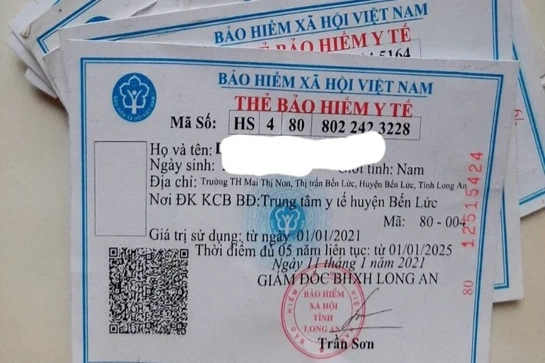 5164
BẢO HIỂM XÃ HỘI VIỆT NAM
THẺ BẢO HIỂM Y TẾ
Mã Số: HS 4 80 802 242 3228
Họ và tên:
Ngày sinh: Giới tính: Nam
Địa chỉ: Trường TH Mai Thị Non, Thị trấn Bến Lức, Huyện Bến Lức, Tỉnh Long An
Nơi ĐK KCB BĐ:Trung tâm y tế huyện Bến Lức
Mã: 80 - 004
Giá trị sử dụng: từ ngày 01/01/2021
Thời điểm đủ 05 năm liên tục: từ 01/01/2025
Ngày 11 tháng 1 năm 2021
GIÁM ĐỐC BHXH LONG AN
BẢO HIỂM
XÃ HỘI
TỈNH
LONG AN
Trần Sơn
80 12515424